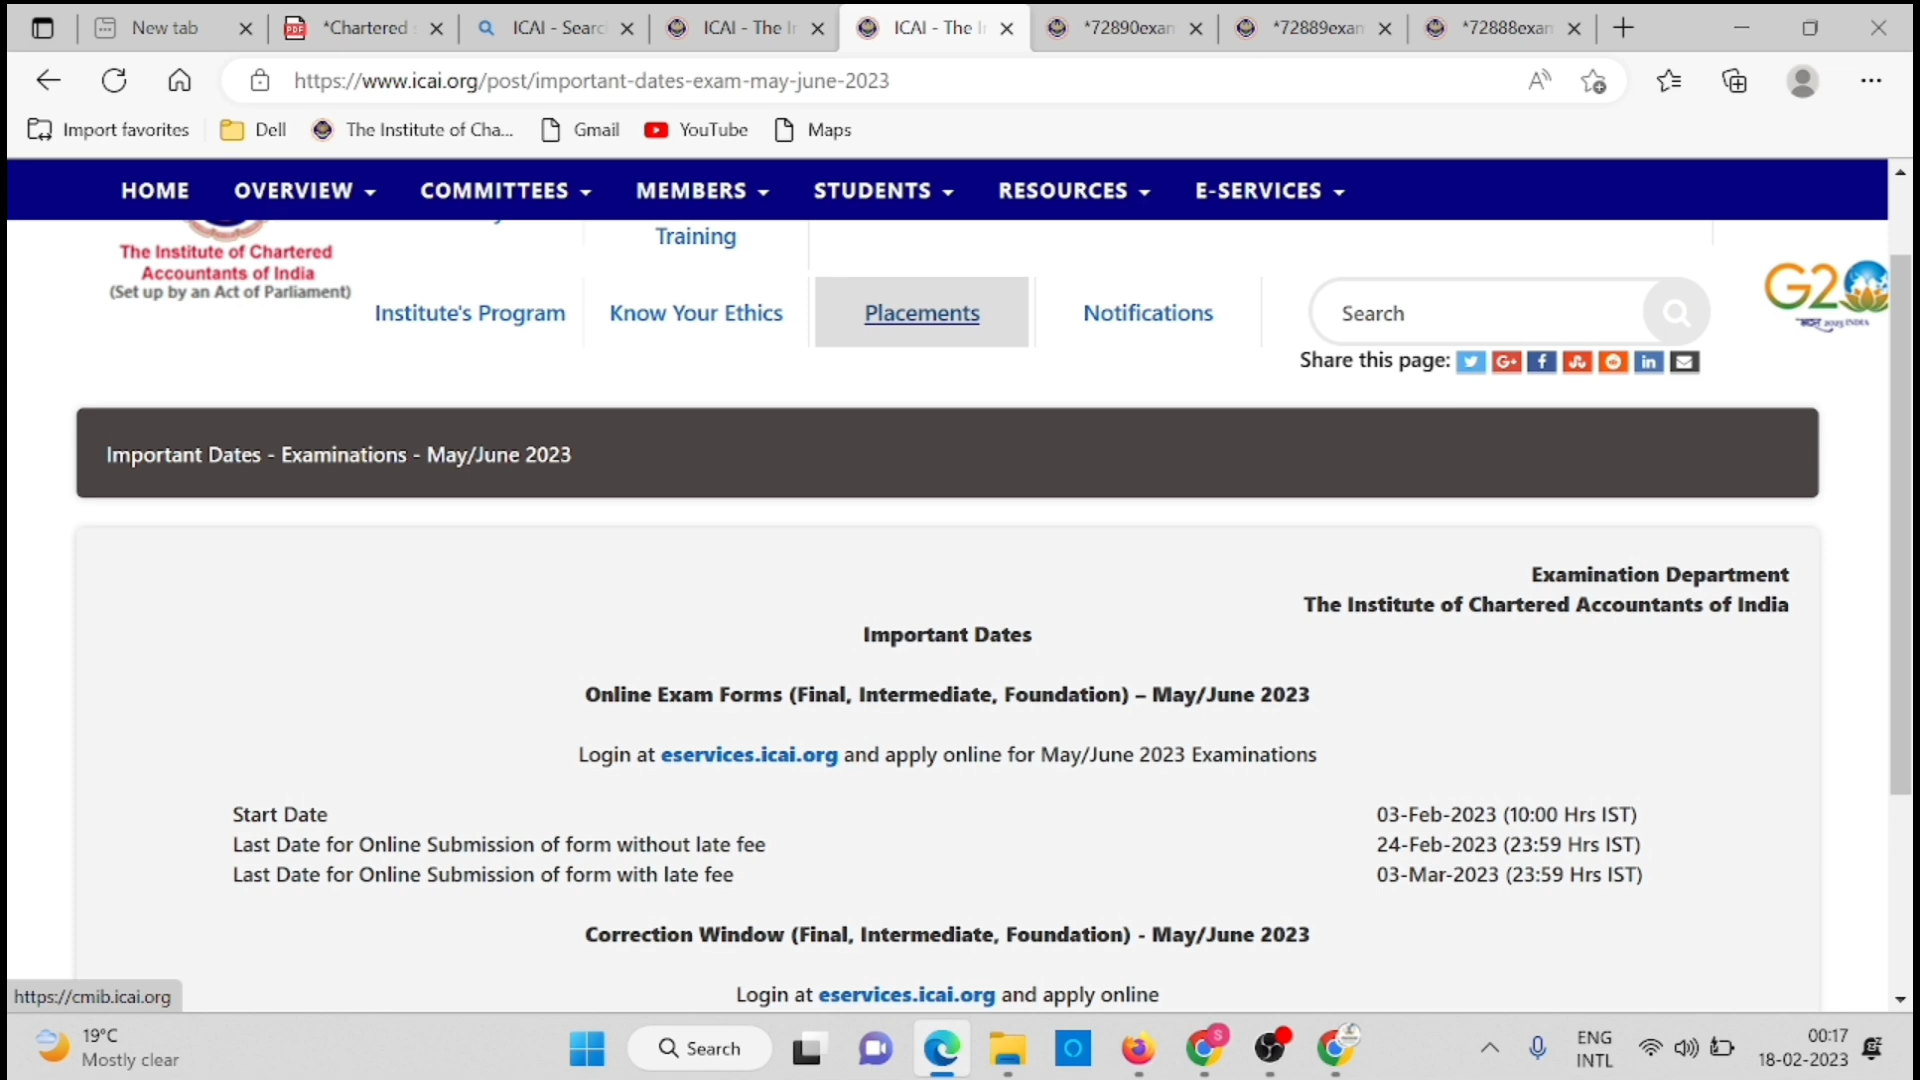 New tab
*Chartered
ICAI - Searc
ICAI - The Ir
ICAI - The Ir
*72890exan
*72889exan
*72888exan
https://www.icai.org/post/important-dates-exam-may-june-2023
Import favorites
Dell
The Institute of Cha...
Gmail
YouTube
Maps
HOME
OVERVIEW
COMMITTEES
MEMBERS
STUDENTS
RESOURCES
E-SERVICES
The Institute of Chartered
Accountants of India
(Set up by an Act of Parliament)
Training
Institute's Program
Know Your Ethics
Placements
Notifications
Search
G20
Share this page:
Important Dates - Examinations - May/June 2023
Examination Department
The Institute of Chartered Accountants of India
Important Dates
Online Exam Forms (Final, Intermediate, Foundation) – May/June 2023
Login at eservices.icai.org and apply online for May/June 2023 Examinations
Start Date 03-Feb-2023 (10:00 Hrs IST)
Last Date for Online Submission of form without late fee 24-Feb-2023 (23:59 Hrs IST)
Last Date for Online Submission of form with late fee 03-Mar-2023 (23:59 Hrs IST)
Correction Window (Final, Intermediate, Foundation) - May/June 2023
Login at eservices.icai.org and apply online
https://cmib.icai.org
19°C
Mostly clear
Search
ENG
INTL
00:17
18-02-2023